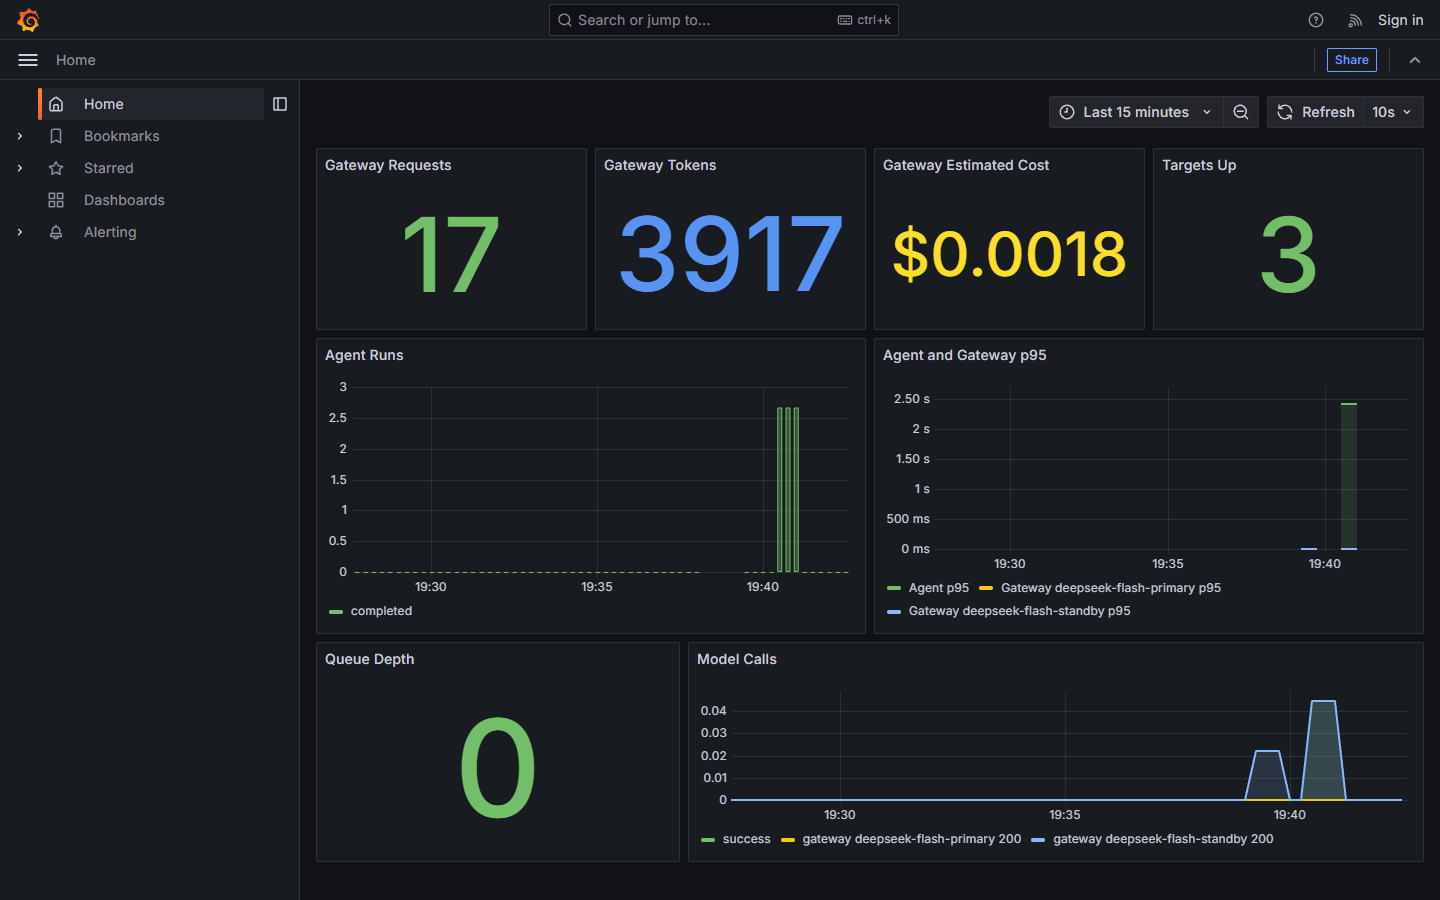 Search or jump to...
ctrl+k
Sign in
Home
Share
Home
Bookmarks
Starred
Dashboards
Alerting
Last 15 minutes
Refresh
10s
Gateway Requests
17
Gateway Tokens
3917
Gateway Estimated Cost
$0.0018
Targets Up
3
Agent Runs
3
2.5
2
1.5
1
0.5
0
19:30 19:35 19:40
completed
Agent and Gateway p95
2.50 s
2 s
1.50 s
1 s
500 ms
0 ms
19:30 19:35 19:40
Agent p95 Gateway deepseek-flash-primary p95
Gateway deepseek-flash-standby p95
Queue Depth
0
Model Calls
0.04
0.03
0.02
0.01
0
19:30 19:35 19:40
success gateway deepseek-flash-primary 200 gateway deepseek-flash-standby 200